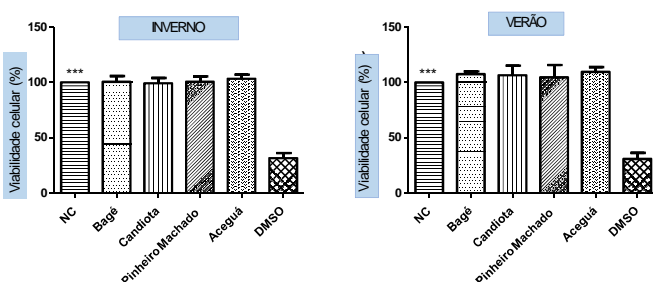 INVERNO
Viabilidade celular (%)
150
100
50
0
***
NC
Bagé
Candiota
Pinheiro Machado
Aceguá
DMSO
VERÃO
Viabilidade celular (%)
150
100
50
0
***
NC
Bagé
Candiota
Pinheiro Machado
Aceguá
DMSO